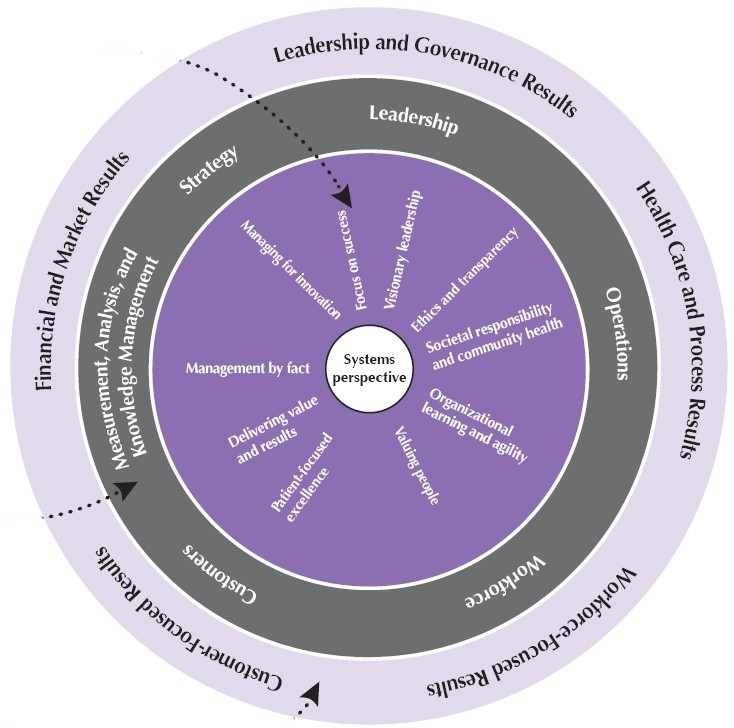 Leadership and Governance Results
Health Care and Process Results
Workforce-Focused Results
Customer-Focused Results
Financial and Market Results
Leadership
Operations
Workforce
Customers
Measurement, Analysis, and
Knowledge Management
Strategy
Focus on success
Visionary leadership
Ethics and transparency
Societal responsibility
and community health
Organizational
learning and agility
Valuing people
Patient-focused
excellence
Delivering value
and results
Management by fact
Managing for innovation
Systems
perspective